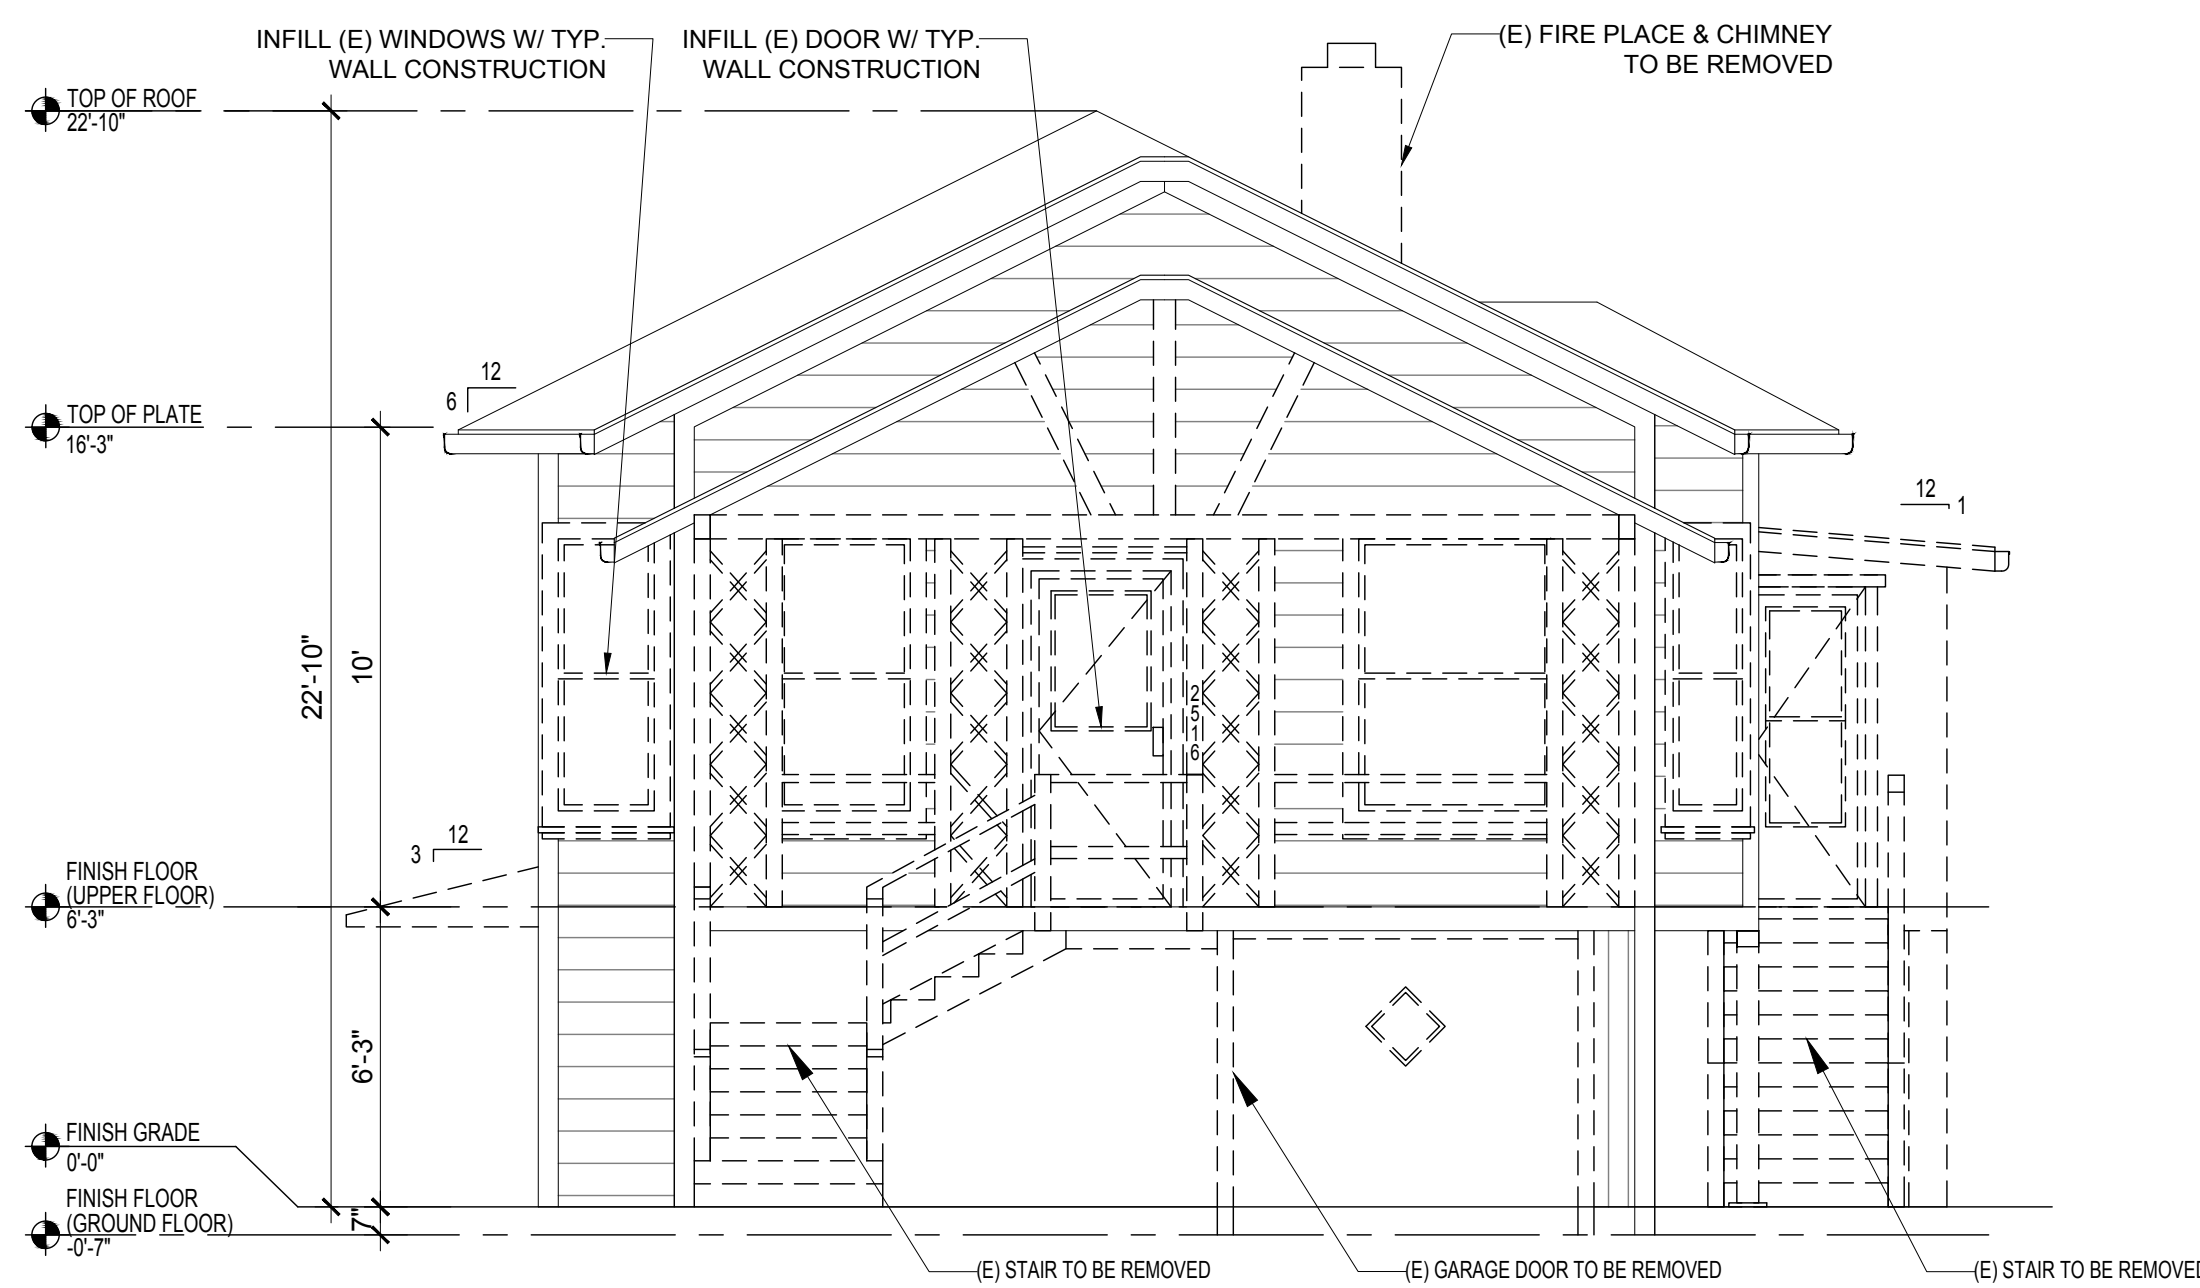 INFILL (E) WINDOWS W/ TYP.
WALL CONSTRUCTION
INFILL (E) DOOR W/ TYP.
WALL CONSTRUCTION
(E) FIRE PLACE & CHIMNEY
TO BE REMOVED
TOP OF ROOF
22'-10"
12
6
TOP OF PLATE
16'-3"
12
1
22'-10"
10'
2
5
1
6
12
3
FINISH FLOOR
(UPPER FLOOR)
6'-3"
6'-3"
FINISH GRADE
0'-0"
FINISH FLOOR
(GROUND FLOOR)
-0'-7"
7"
(E) STAIR TO BE REMOVED
(E) GARAGE DOOR TO BE REMOVED
(E) STAIR TO BE REMOVED